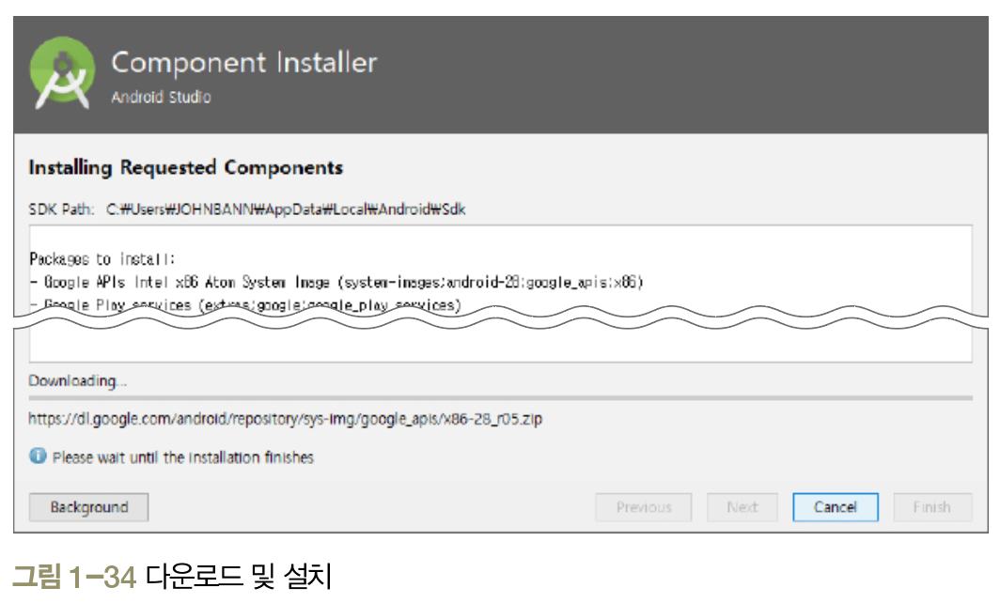 Component Installer
Android Studio
Installing Requested Components
SDK Path: C:₩Users₩JOHNBANN₩AppData₩Local₩Android₩Sdk
Packages to install:
- Google APIs Intel x86 Atom System Image (system-images;android-28;google_apis;x86)
- Google Play services (extras;google;google_play_services)
Downloading...
https://dl.google.com/android/repository/sys-img/google_apis/x86-28_r05.zip
Please wait until the installation finishes
Background Previous Next Cancel Finish
그림 1-34 다운로드 및 설치